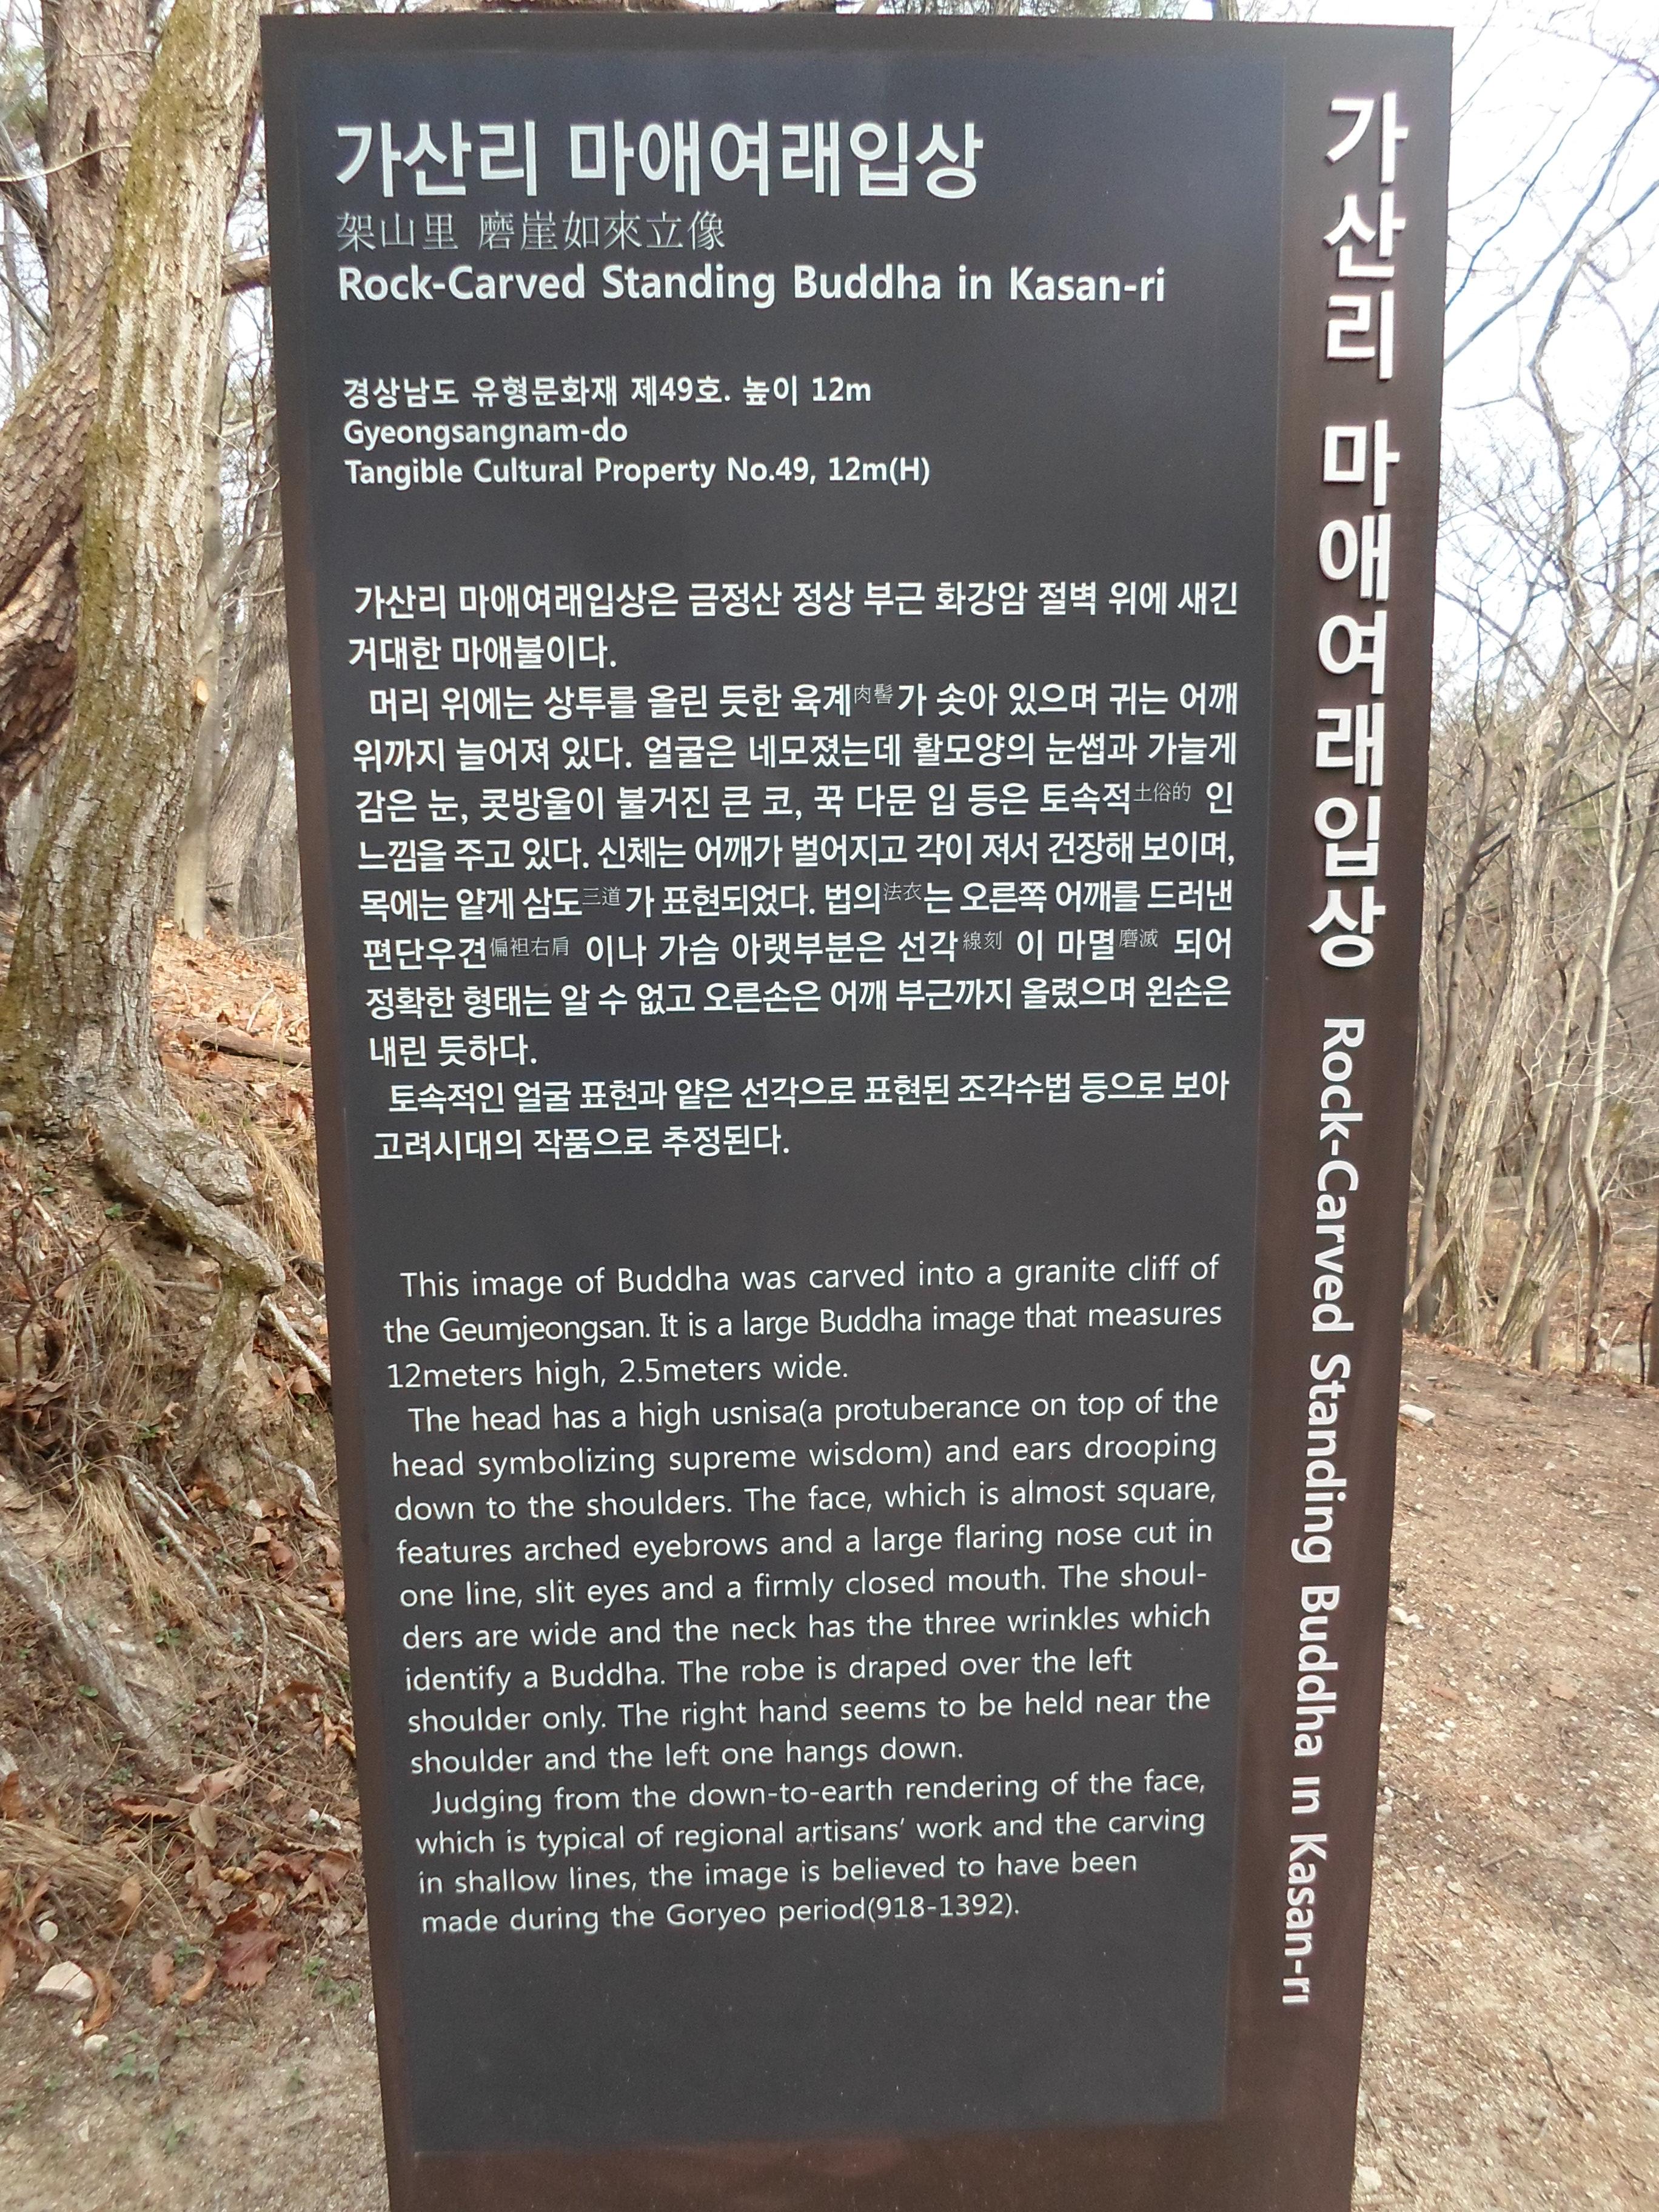 가산리 마애여래입상
架山里 磨崖如來立像
Rock-Carved Standing Buddha in Kasan-ri
경상남도 유형문화재 제49호. 높이 12m
Gyeongsangnam-do
Tangible Cultural Property No.49, 12m(H)
가산리 마애여래입상은 금정산 정상 부근 화강암 절벽 위에 새긴
거대한 마애불이다.
머리 위에는 상투를 올린 듯한 육계肉髻가 솟아 있으며 귀는 어깨
위까지 늘어져 있다. 얼굴은 네모졌는데 활모양의 눈썹과 가늘게
감은 눈, 콧방울이 불거진 큰 코, 꾹 다문 입 등은 토속적土俗的 인
느낌을 주고 있다. 신체는 어깨가 벌어지고 각이 져서 건장해 보이며,
목에는 얕게 삼도三道가 표현되었다. 법의法衣는 오른쪽 어깨를 드러낸
편단우견偏袒右肩 이나 가슴 아랫부분은 선각線刻 이 마멸磨滅 되어
정확한 형태는 알 수 없고 오른손은 어깨 부근까지 올렸으며 왼손은
내린 듯하다.
토속적인 얼굴 표현과 얕은 선각으로 표현된 조각수법 등으로 보아
고려시대의 작품으로 추정된다.
This image of Buddha was carved into a granite cliff of
the Geumjeongsan. It is a large Buddha image that measures
12meters high, 2.5meters wide.
The head has a high usnisa(a protuberance on top of the
head symbolizing supreme wisdom) and ears drooping
down to the shoulders. The face, which is almost square,
features arched eyebrows and a large flaring nose cut in
one line, slit eyes and a firmly closed mouth. The shoul-
ders are wide and the neck has the three wrinkles which
identify a Buddha. The robe is draped over the left
shoulder only. The right hand seems to be held near the
shoulder and the left one hangs down.
Judging from the down-to-earth rendering of the face,
which is typical of regional artisans' work and the carving
in shallow lines, the image is believed to have been
made during the Goryeo period(918-1392).
가산리 마애여래입상 Rock-Carved Standing Buddha in Kasan-ri